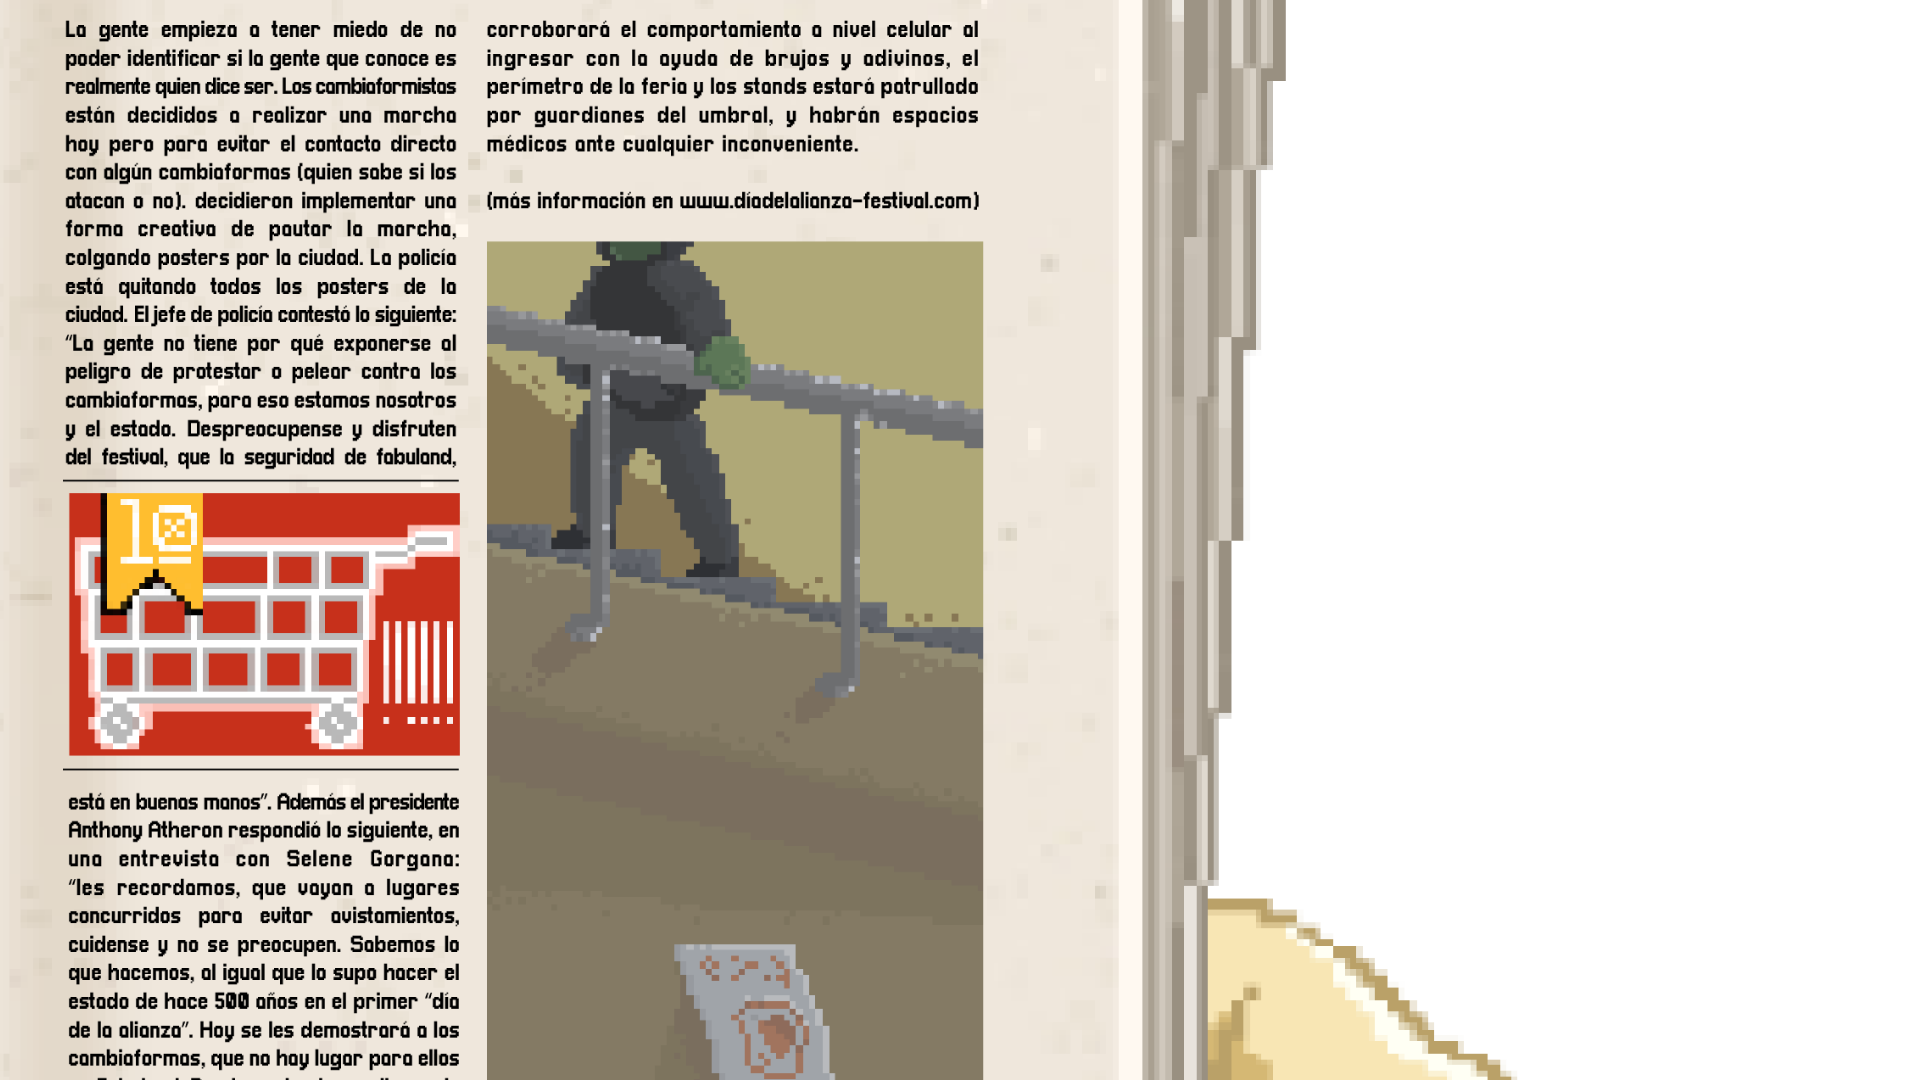 La gente empieza a tener miedo de no
poder identificar si la gente que conoce es
realmente quien dice ser. Los cambiaformistas
están decididos a realizar una marcha
hoy pero para evitar el contacto directo
con algún cambiaformas (quien sabe si los
atacan o no). decidieron implementar una
forma creativa de pautar la marcha,
colgando posters por la ciudad. La policía
está quitando todos los posters de la
ciudad. El jefe de policía contestó lo siguiente:
“La gente no tiene por qué exponerse al
peligro de protestar o pelear contra los
cambiaformas, para eso estamos nosotros
y el estado. Despreocupense y disfruten
del festival, que la seguridad de fabuland,
10
está en buenas manos”. Además el presidente
Anthony Atheron respondió lo siguiente, en
una entrevista con Selene Gorgana:
“les recordamos, que vayan a lugares
concurridos para evitar avistamientos,
cuidense y no se preocupen. Sabemos lo
que hacemos, al igual que lo supo hacer el
estado de hace 500 años en el primer “día
de la alianza”. Hoy se les demostrará a los
cambiaformas, que no hay lugar para ellos
corroborará el comportamiento a nivel celular al
ingresar con la ayuda de brujos y adivinos, el
perímetro de la feria y los stands estará patrullado
por guardianes del umbral, y habrán espacios
médicos ante cualquier inconveniente.
(más información en www.díadelalianza-festival.com)